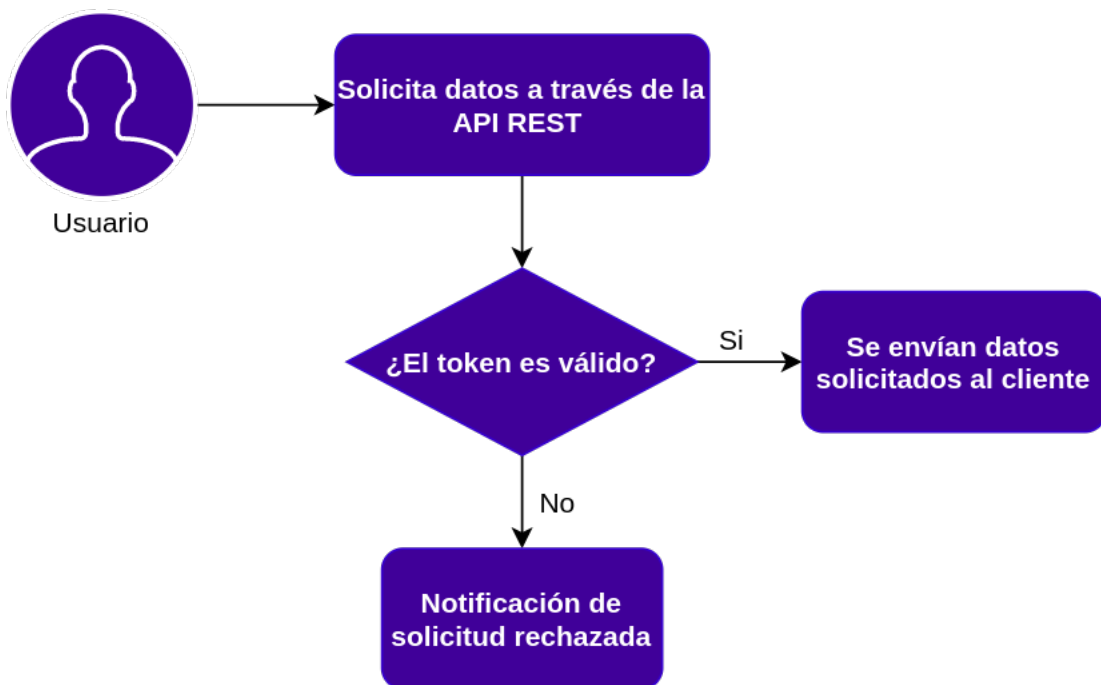 Solicita datos a través de la
API REST
Usuario
¿El token es válido?
Si
Se envían datos
solicitados al cliente
No
Notificación de
solicitud rechazada